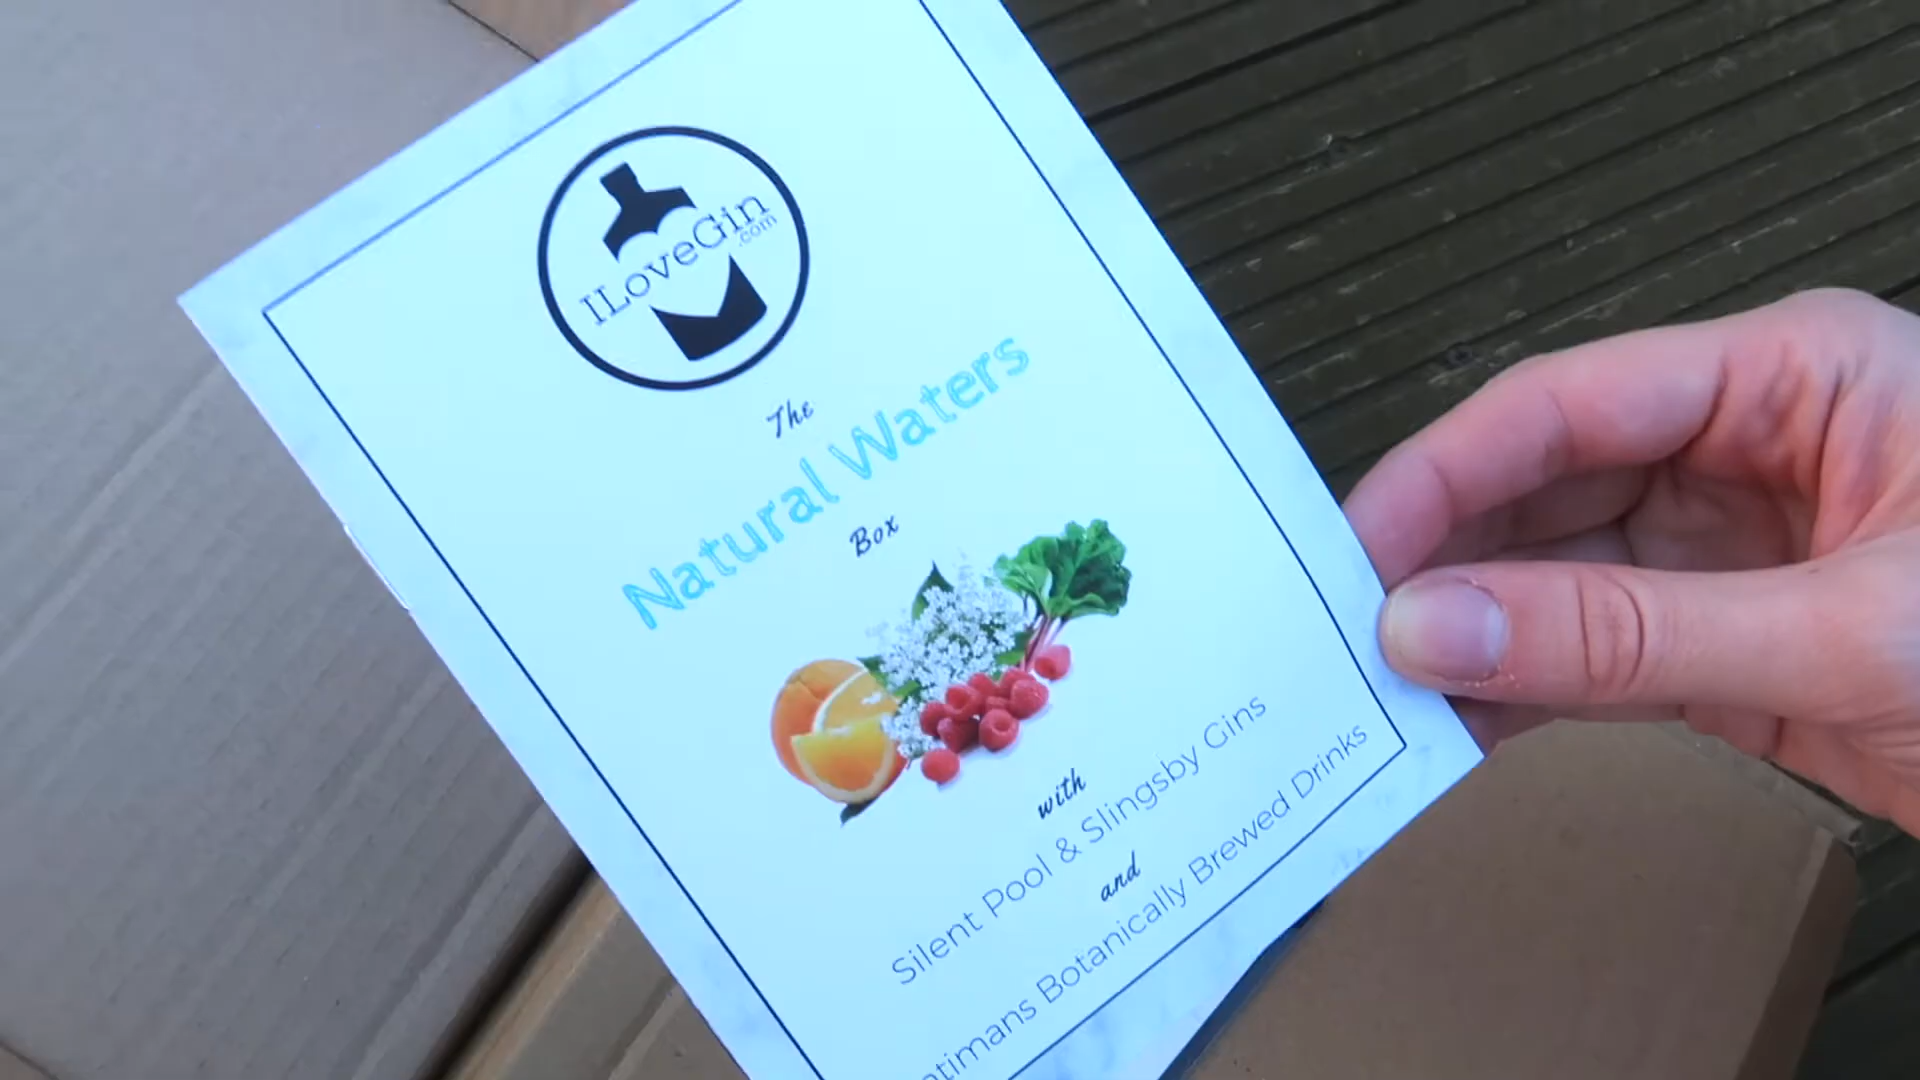 ILoveGin
.com
The
Natural Waters
Box
with
Silent Pool & Slingsby Gins
and
Botanically Brewed Drinks